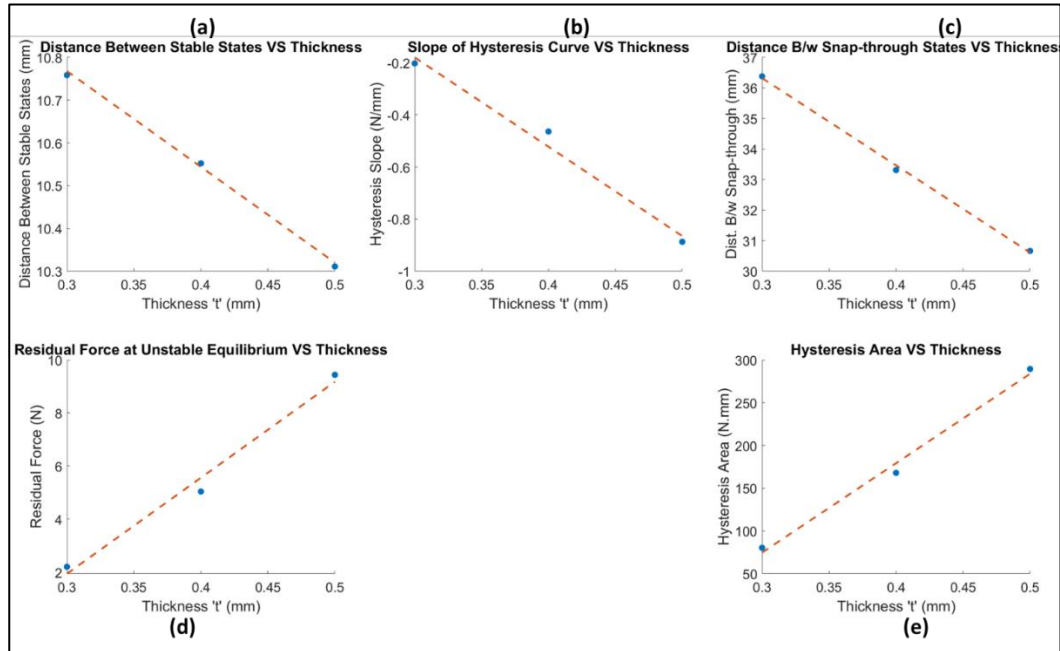 (a)
(b)
(c)
Distance Between Stable States VS Thickness
Distance Between Stable States (mm)
10.8
10.7
10.6
10.5
10.4
10.3
0.3 0.35 0.4 0.45 0.5
Thickness 't' (mm)
Slope of Hysteresis Curve VS Thickness
Hysteresis Slope (N/mm)
-0.2
-0.4
-0.6
-0.8
-1
0.3 0.35 0.4 0.45 0.5
Thickness 't' (mm)
Distance B/w Snap-through States VS Thickness
Dist. B/w Snap-through (mm)
37
36
35
34
33
32
31
30
0.3 0.35 0.4 0.45 0.5
Thickness 't' (mm)
Residual Force at Unstable Equilibrium VS Thickness
Residual Force (N)
10
8
6
4
2
0.3 0.35 0.4 0.45 0.5
Thickness 't' (mm)
(d)
Hysteresis Area VS Thickness
Hysteresis Area (N.mm)
300
250
200
150
100
50
0.3 0.35 0.4 0.45 0.5
Thickness 't' (mm)
(e)